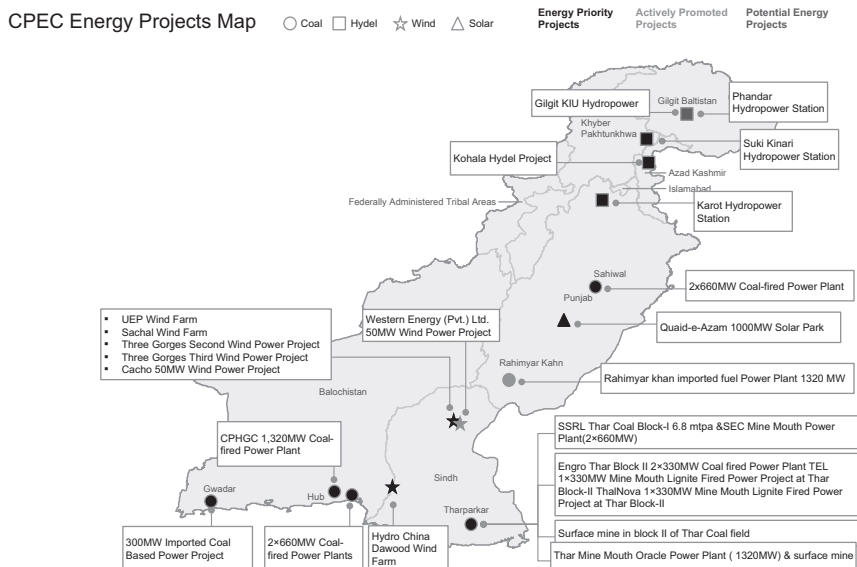 CPEC Energy Projects Map
Coal Hydel Wind Solar
Energy Priority
Projects
Actively Promoted
Projects
Potential Energy
Projects
Gilgit KIU Hydropower
Gilgit Baltistan
Phandar
Hydropower Station
Khyber
Pakhtunkhwa
Suki Kinari
Hydropower Station
Kohala Hydel Project
Azad Kashmir
Islamabad
Federally Administered Tribal Areas
Karot Hydropower
Station
Sahiwal
2x660MW Coal-fired Power Plant
Punjab
Quaid-e-Azam 1000MW Solar Park
▪ UEP Wind Farm
▪ Sachal Wind Farm
▪ Three Gorges Second Wind Power Project
▪ Three Gorges Third Wind Power Project
▪ Cacho 50MW Wind Power Project
Western Energy (Pvt.) Ltd.
50MW Wind Power Project
Rahimyar Kahn
Rahimyar khan imported fuel Power Plant 1320 MW
Balochistan
SSRL Thar Coal Block-I 6.8 mtpa &SEC Mine Mouth Power
Plant(2×660MW)
CPHGC 1,320MW Coal-
fired Power Plant
Engro Thar Block II 2×330MW Coal fired Power Plant TEL
1×330MW Mine Mouth Lignite Fired Power Project at Thar
Block-II ThalNova 1×330MW Mine Mouth Lignite Fired Power
Project at Thar Block-II
Sindh
Gwadar
Hub
Tharparkar
Surface mine in block II of Thar Coal field
300MW Imported Coal
Based Power Project
2×660MW Coal-
fired Power Plants
Hydro China
Dawood Wind
Farm
Thar Mine Mouth Oracle Power Plant ( 1320MW) & surface mine